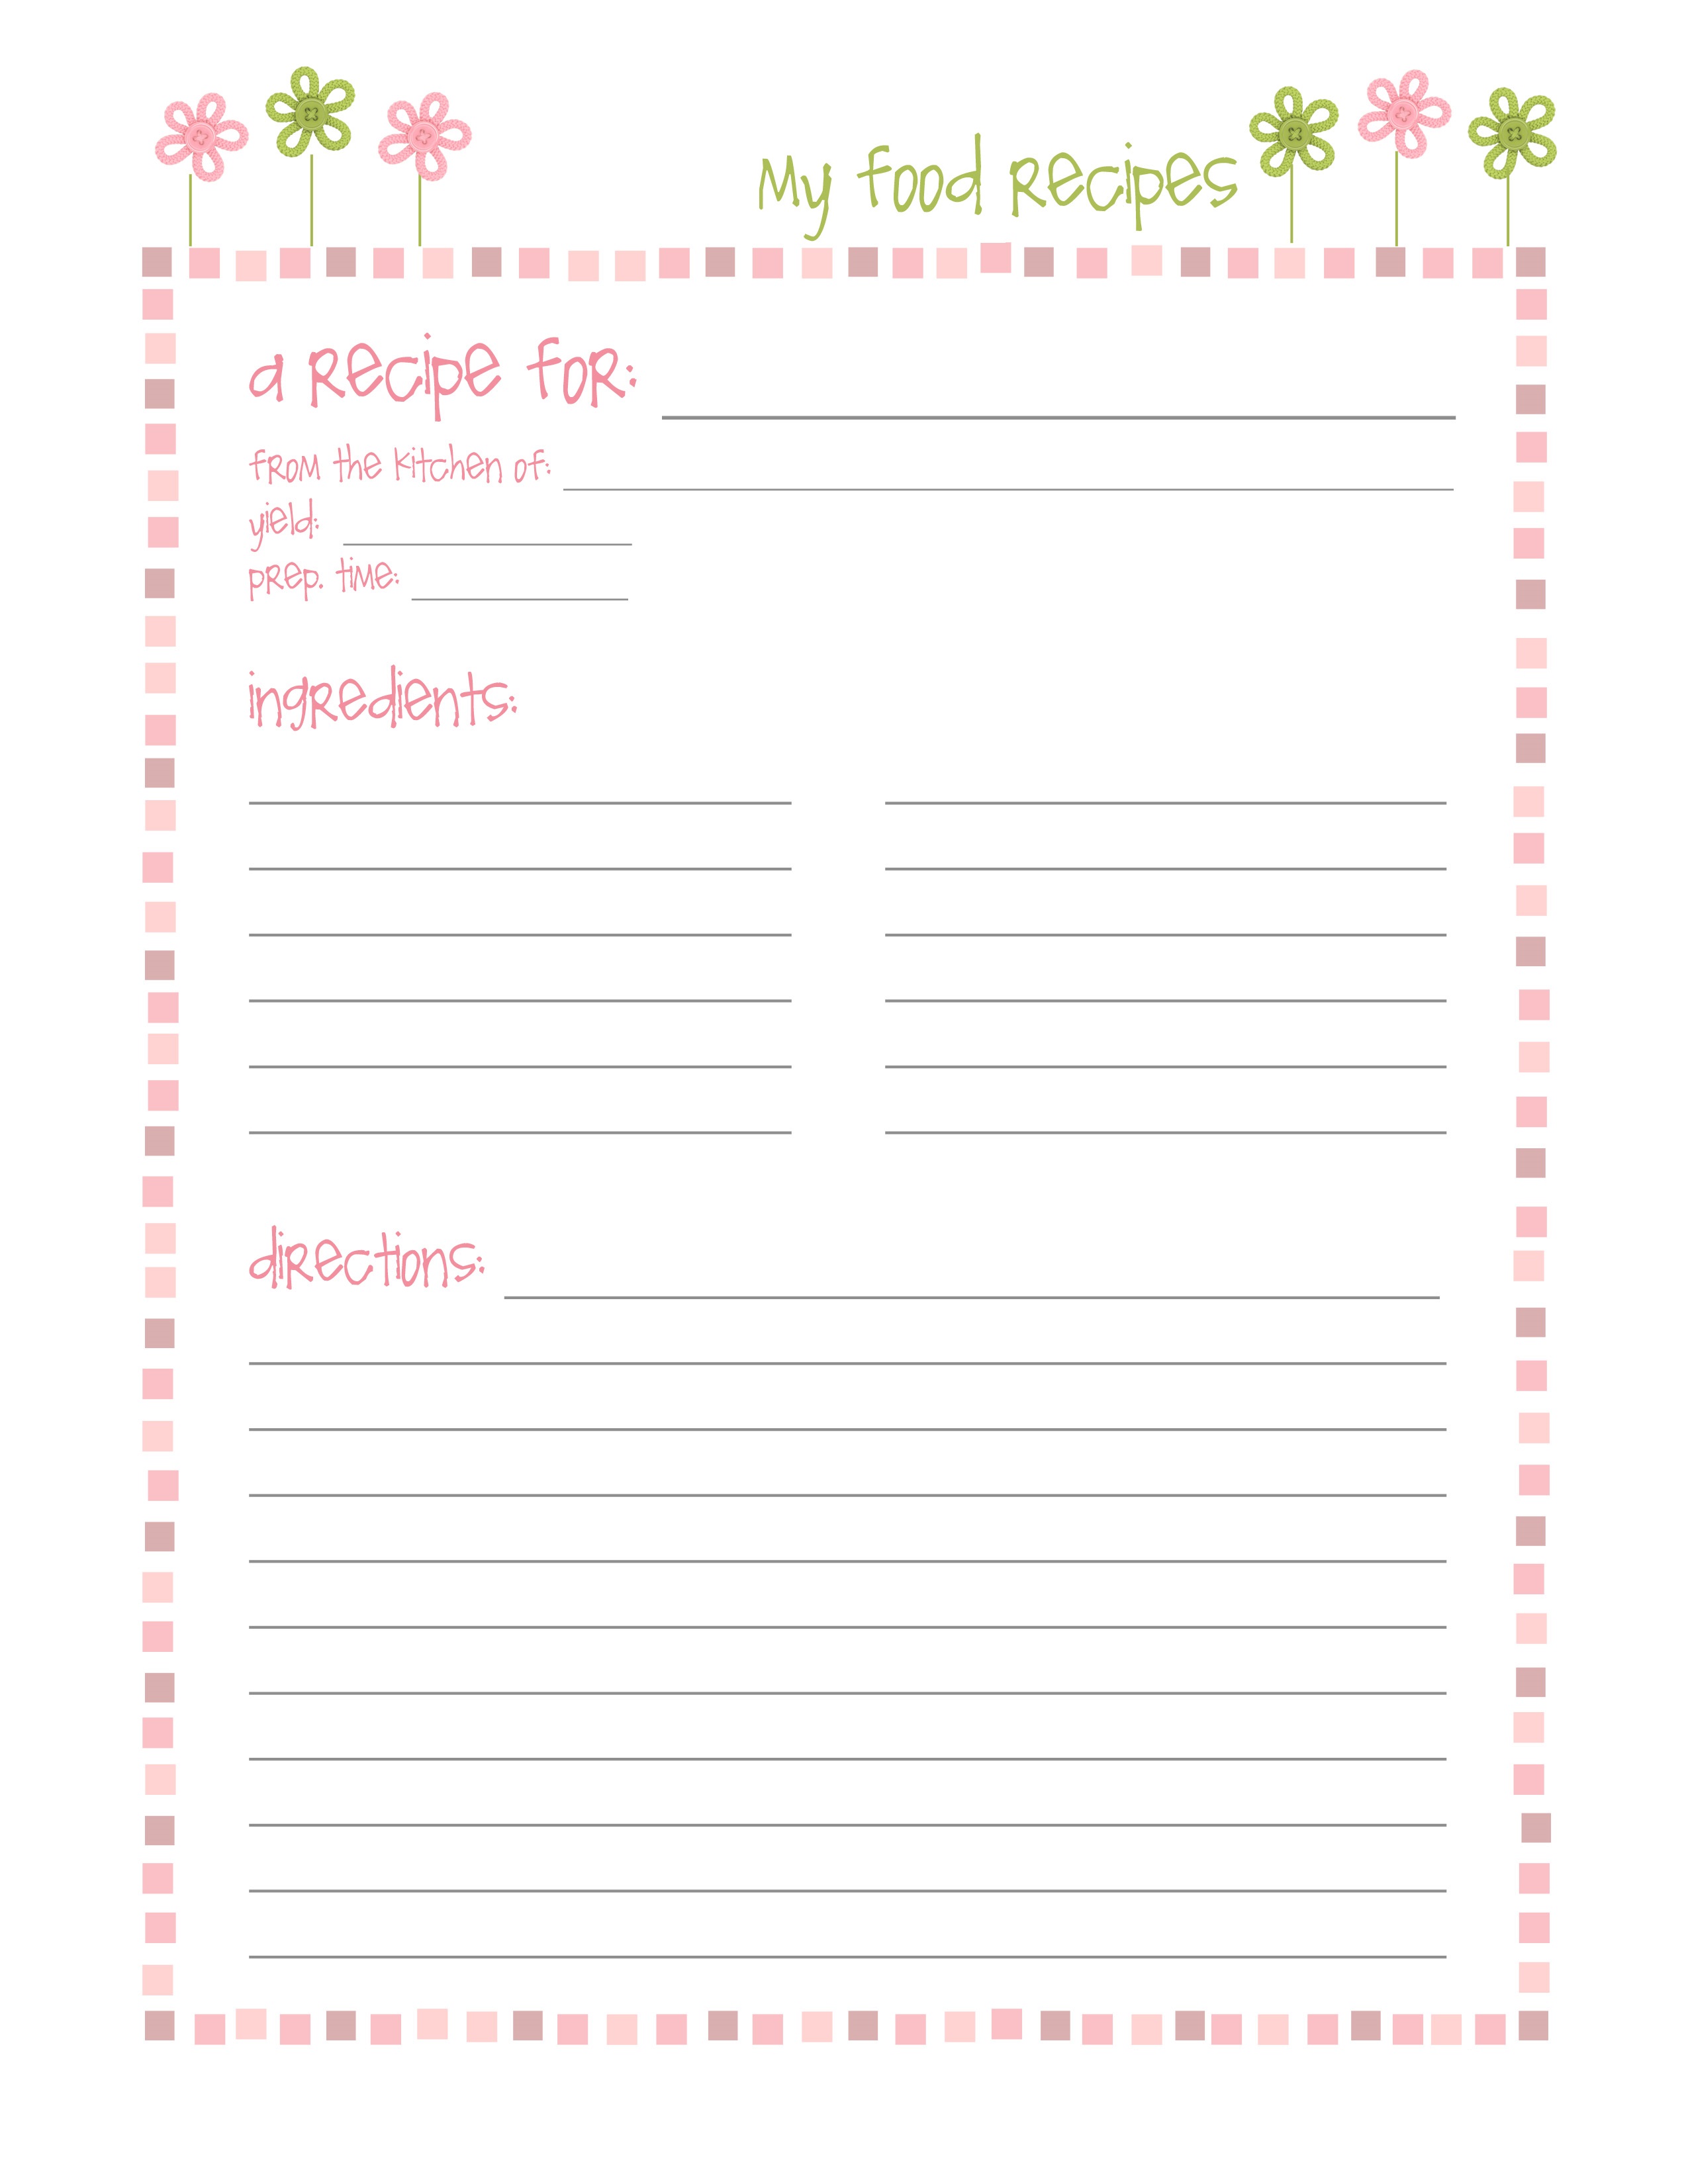 My food Recipes
a Recipe foR:
fRoM the Kitchen of:
yield:
pRep. tiMe:
ingRedients:
diRections: